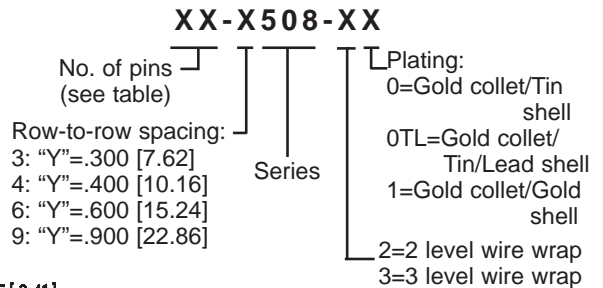 XX-X508-XX
No. of pins
(see table)
Row-to-row spacing:
3: “Y”=.300 [7.62]
4: “Y”=.400 [10.16]
6: “Y”=.600 [15.24]
9: “Y”=.900 [22.86]
Series
Plating:
0=Gold collet/Tin
shell
0TL=Gold collet/
Tin/Lead shell
1=Gold collet/Gold
shell
2=2 level wire wrap
3=3 level wire wrap